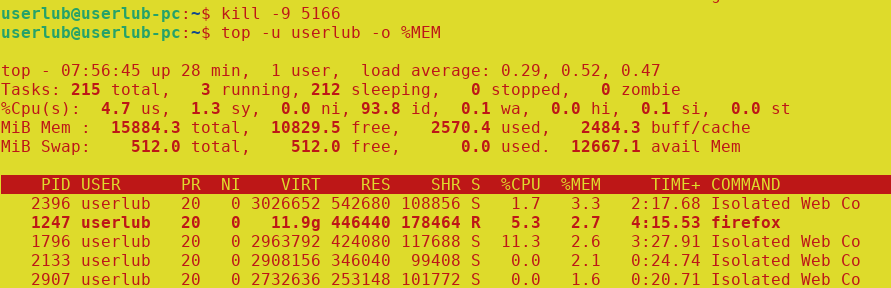 userlub@userlub-pc:~$ kill -9 5166
userlub@userlub-pc:~$ top -u userlub -o %MEM
top - 07:56:45 up 28 min,  1 user,  load average: 0.29, 0.52, 0.47
Tasks: 215 total,   3 running, 212 sleeping,   0 stopped,   0 zombie
%Cpu(s):  4.7 us,  1.3 sy,  0.0 ni, 93.8 id,  0.1 wa,  0.0 hi,  0.1 si,  0.0 st
MiB Mem :  15884.3 total,  10829.5 free,   2570.4 used,   2484.3 buff/cache
MiB Swap:    512.0 total,    512.0 free,      0.0 used.  12667.1 avail Mem
PID USER      PR  NI    VIRT    RES    SHR S  %CPU  %MEM     TIME+ COMMAND
2396 userlub   20   0 3026652 542680 108856 S   1.7   3.3   2:17.68 Isolated Web Co
1247 userlub   20   0   11.9g 446440 178464 R   5.3   2.7   4:15.53 firefox
1796 userlub   20   0 2963792 424080 117688 S  11.3   2.6   3:27.91 Isolated Web Co
2133 userlub   20   0 2908156 346040  99408 S   0.0   2.1   0:24.74 Isolated Web Co
2907 userlub   20   0 2732636 253148 101772 S   0.0   1.6   0:20.71 Isolated Web Co